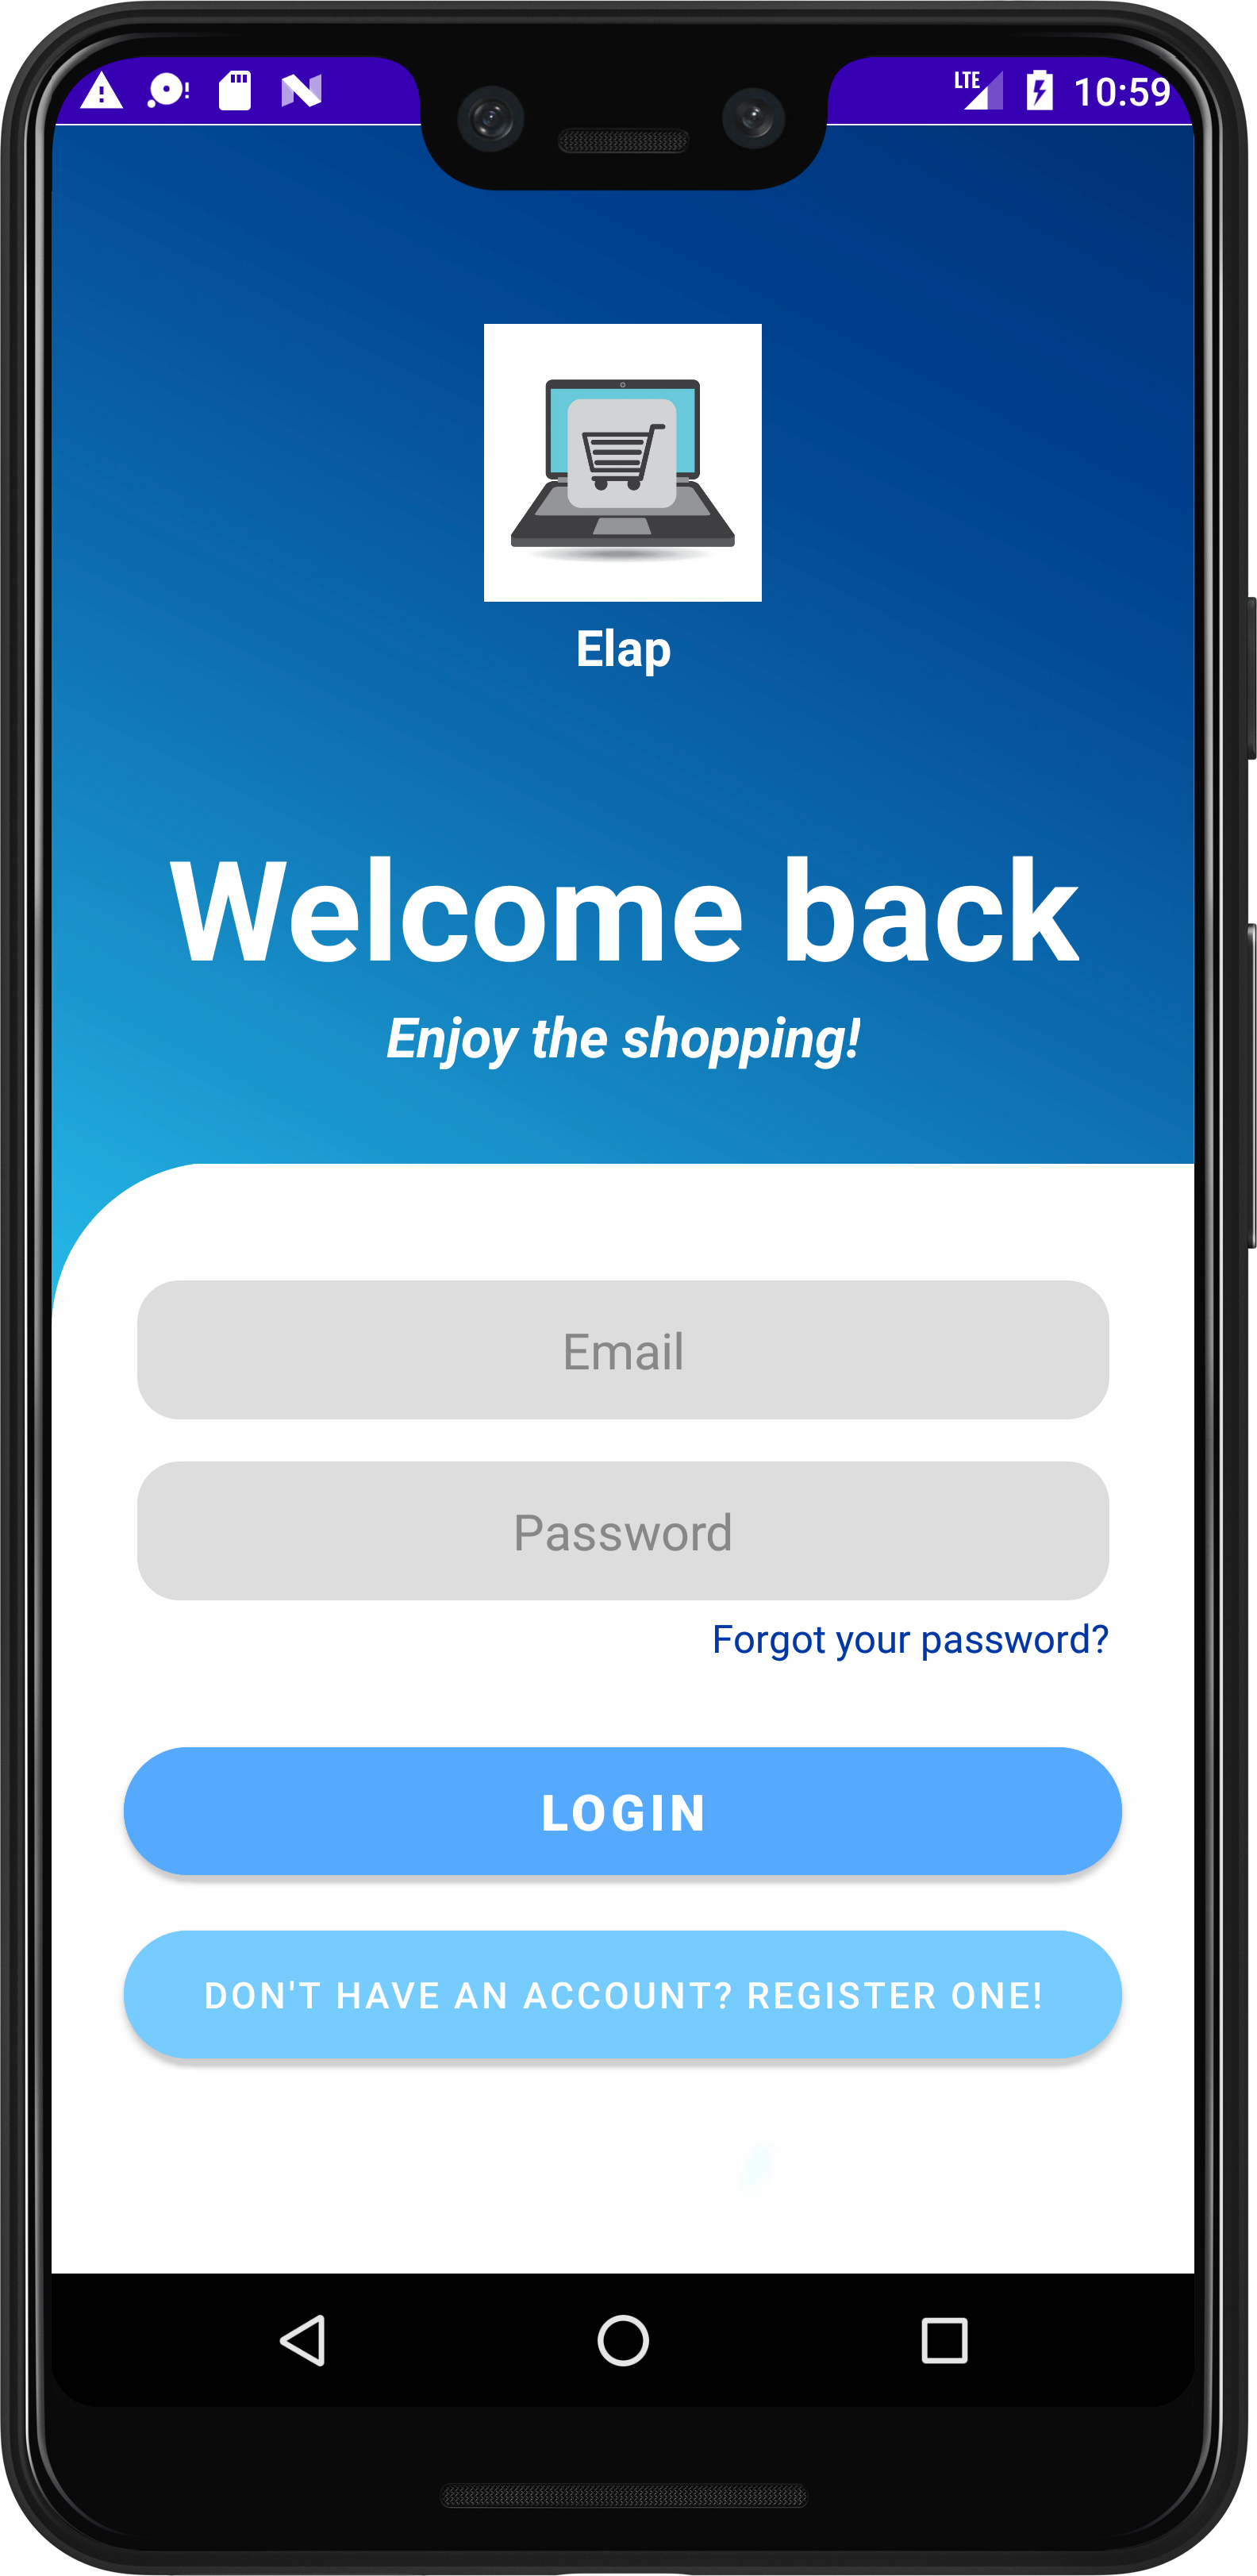 LTE 10:59
Elap
Welcome back
Enjoy the shopping!
Email
Password
Forgot your password?
LOGIN
DON'T HAVE AN ACCOUNT? REGISTER ONE!